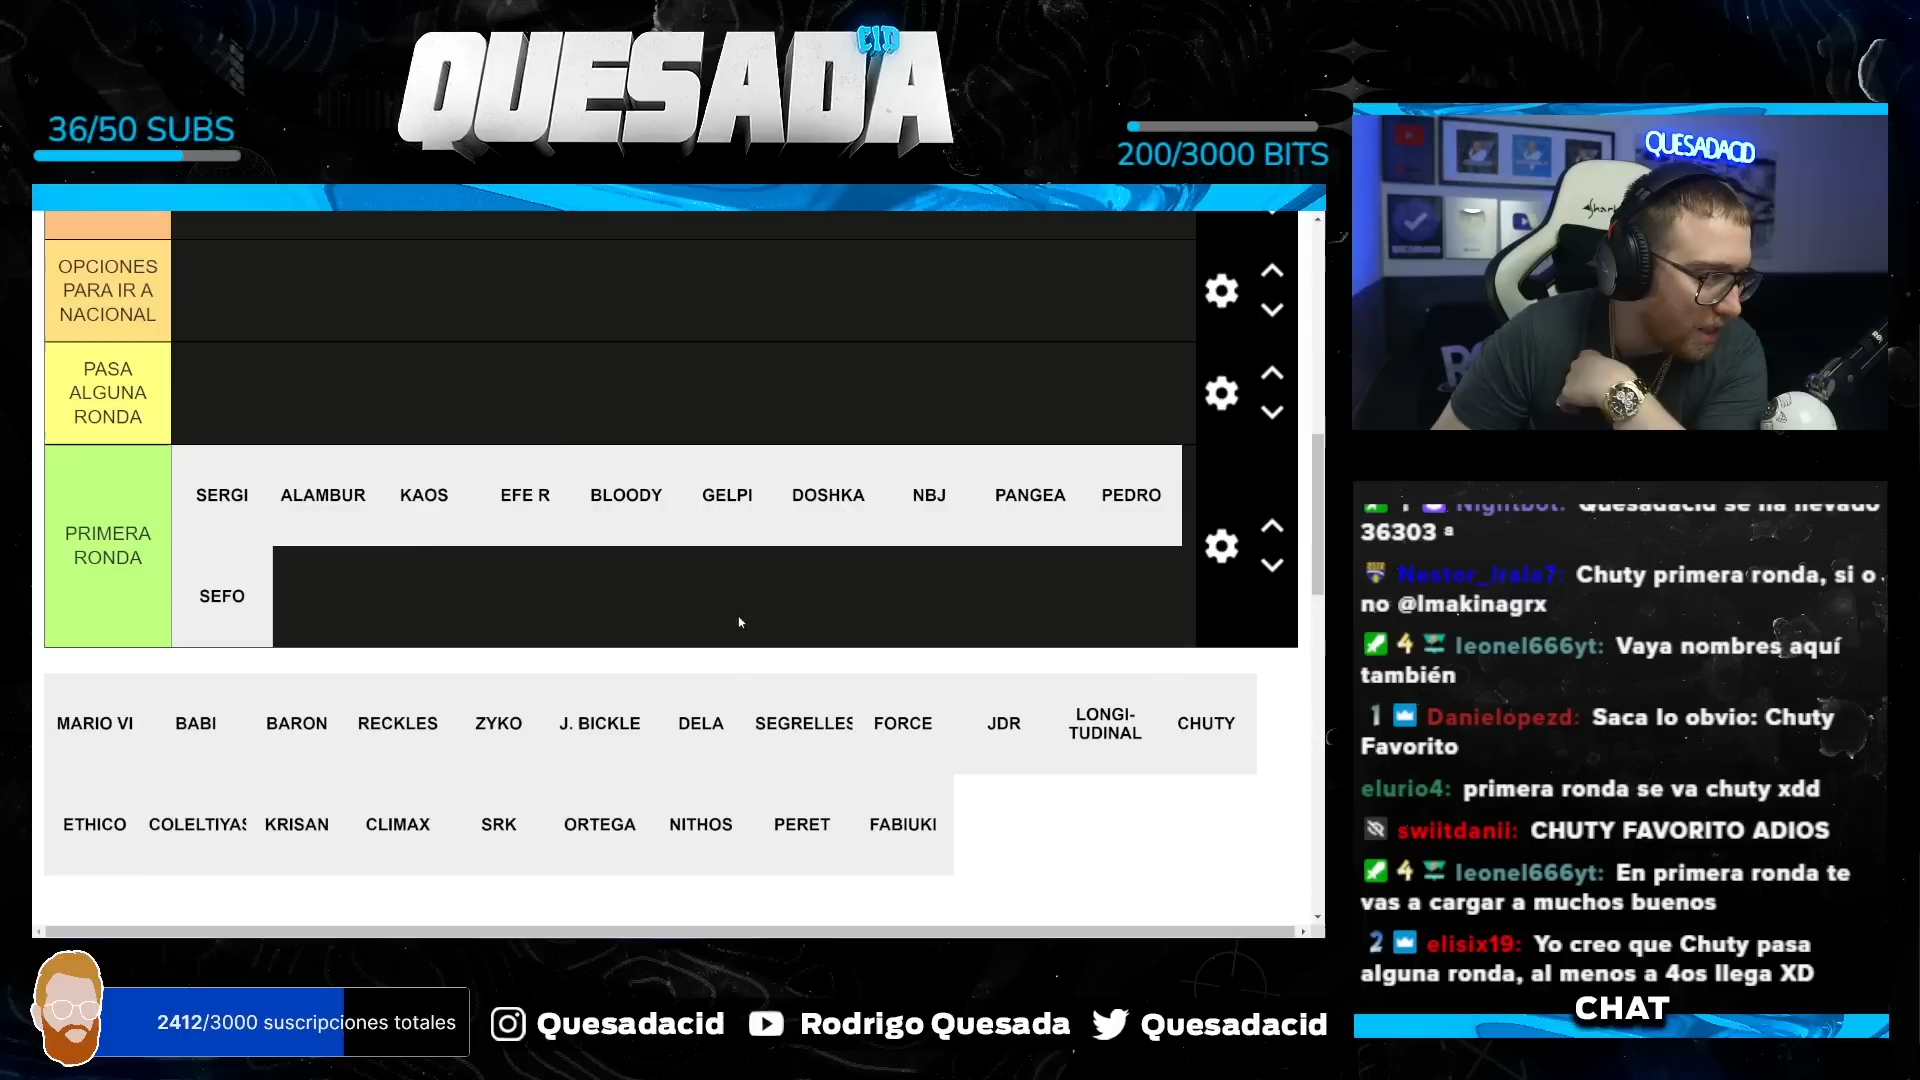 QUESADA
CID
36/50 SUBS
200/3000 BITS
QUESADACID
OPCIONES
PARA IR A
NACIONAL
PASA
ALGUNA
RONDA
PRIMERA
RONDA
SERGI ALAMBUR KAOS EFE R BLOODY GELPI DOSHKA NBJ PANGEA PEDRO
SEFO
MARIO VI BABI BARON RECKLES ZYKO J. BICKLE DELA SEGRELLES FORCE JDR LONGI-
TUDINAL CHUTY
ETHICO COLELTIYAS KRISAN CLIMAX SRK ORTEGA NITHOS PERET FABIUKI
Nightbot: Quesadacid se ha llevado
36303 ª
Nestor_Irala7: Chuty primera ronda, si o
no @lmakinagrx
4 leonel666yt: Vaya nombres aquí
también
1 Danielopezd: Saca lo obvio: Chuty
Favorito
elurio4: primera ronda se va chuty xdd
swiitdanii: CHUTY FAVORITO ADIOS
4 leonel666yt: En primera ronda te
vas a cargar a muchos buenos
2 elisix19: Yo creo que Chuty pasa
alguna ronda, al menos a 4os llega XD
CHAT
2412/3000 suscripciones totales
Quesadacid
Rodrigo Quesada
Quesadacid